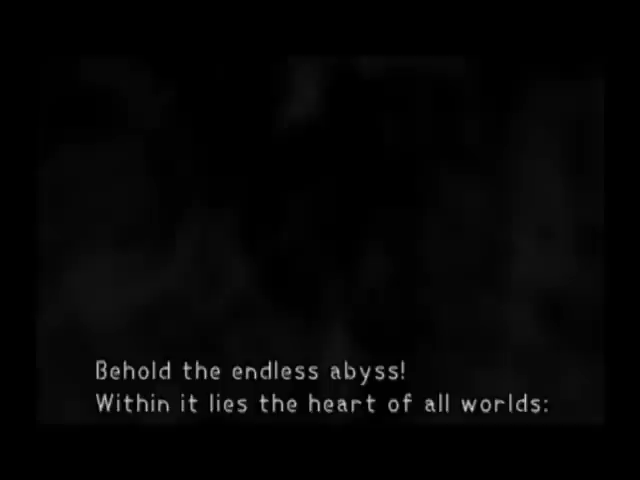 Behold the endless abyss!
Within it lies the heart of all worlds: